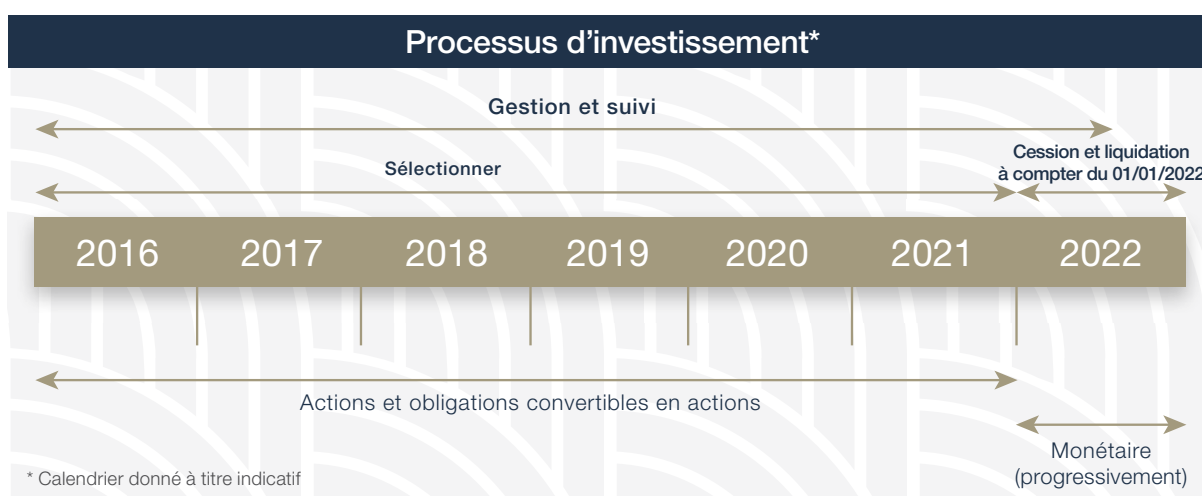 Processus d'investissement*
Gestion et suivi
Sélectionner
Cession et liquidation
à compter du 01/01/2022
2016 2017 2018 2019 2020 2021 2022
Actions et obligations convertibles en actions
Monétaire
(progressivement)
* Calendrier donné à titre indicatif